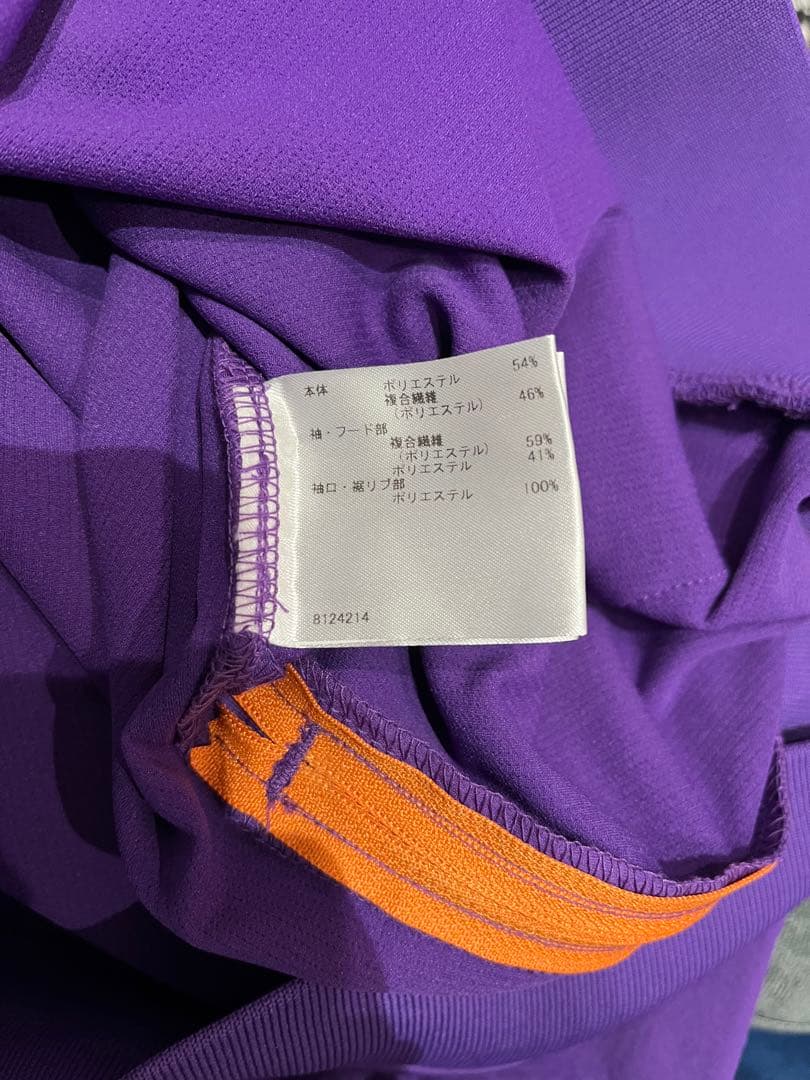 本体 ポリエステル 54%
複合繊維 46%
(ポリエステル)
袖・フード部
複合繊維 59%
(ポリエステル) 41%
ポリエステル
袖口・裾リブ部
ポリエステル 100%
8124214